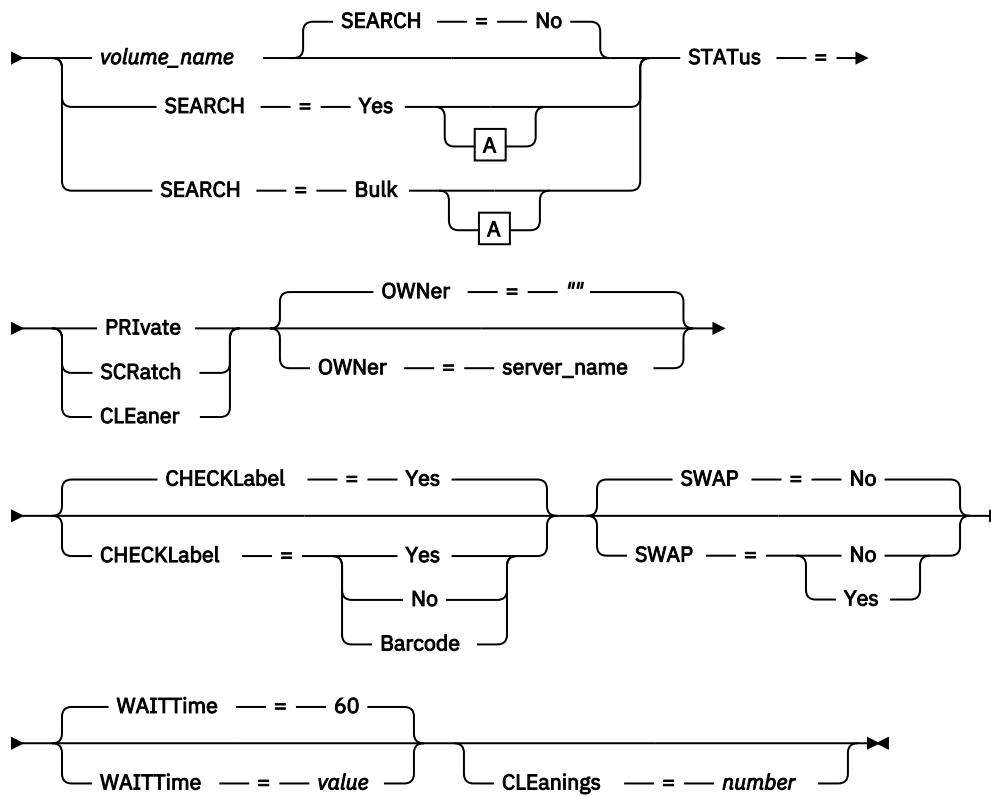 SEARCH = No
volume_name STATus =
SEARCH = Yes
A
SEARCH = Bulk
A
OWNer = ""
PRIvate
SCRatch OWNer = server_name
CLEaner
CHECKLabel = Yes SWAP = No
CHECKLabel = Yes SWAP = No
No Yes
Barcode
WAITTime = 60
WAITTime = value CLEanings = number